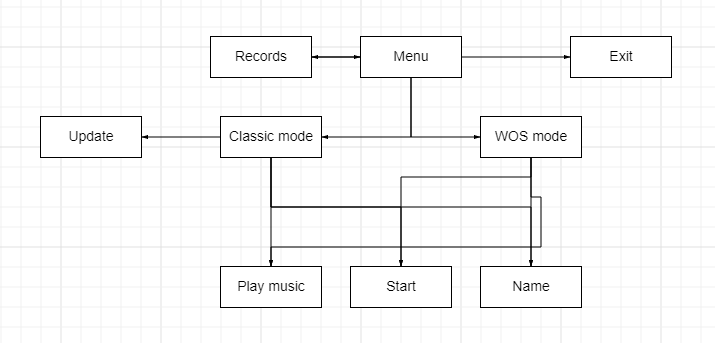 Records
Menu
Exit
Update
Classic mode
WOS mode
Play music
Start
Name